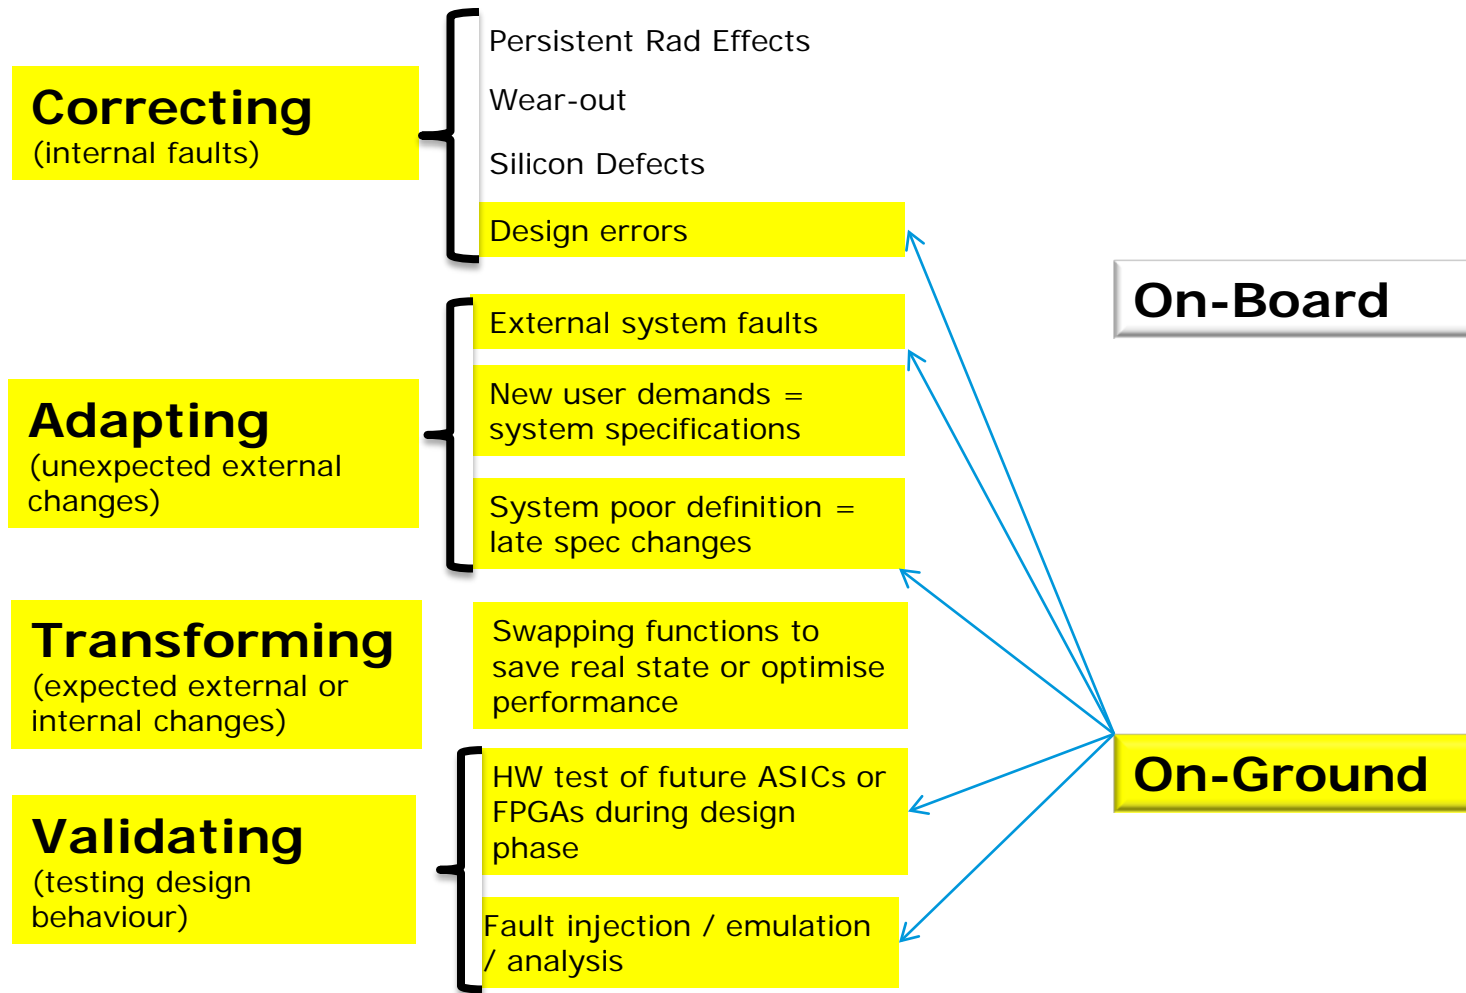 Correcting
(internal faults)
Persistent Rad Effects
Wear-out
Silicon Defects
Design errors
Adapting
(unexpected external
changes)
External system faults
New user demands =
system specifications
System poor definition =
late spec changes
Transforming
(expected external or
internal changes)
Swapping functions to
save real state or optimise
performance
Validating
(testing design
behaviour)
HW test of future ASICs or
FPGAs during design
phase
Fault injection / emulation
/ analysis
On-Board
On-Ground